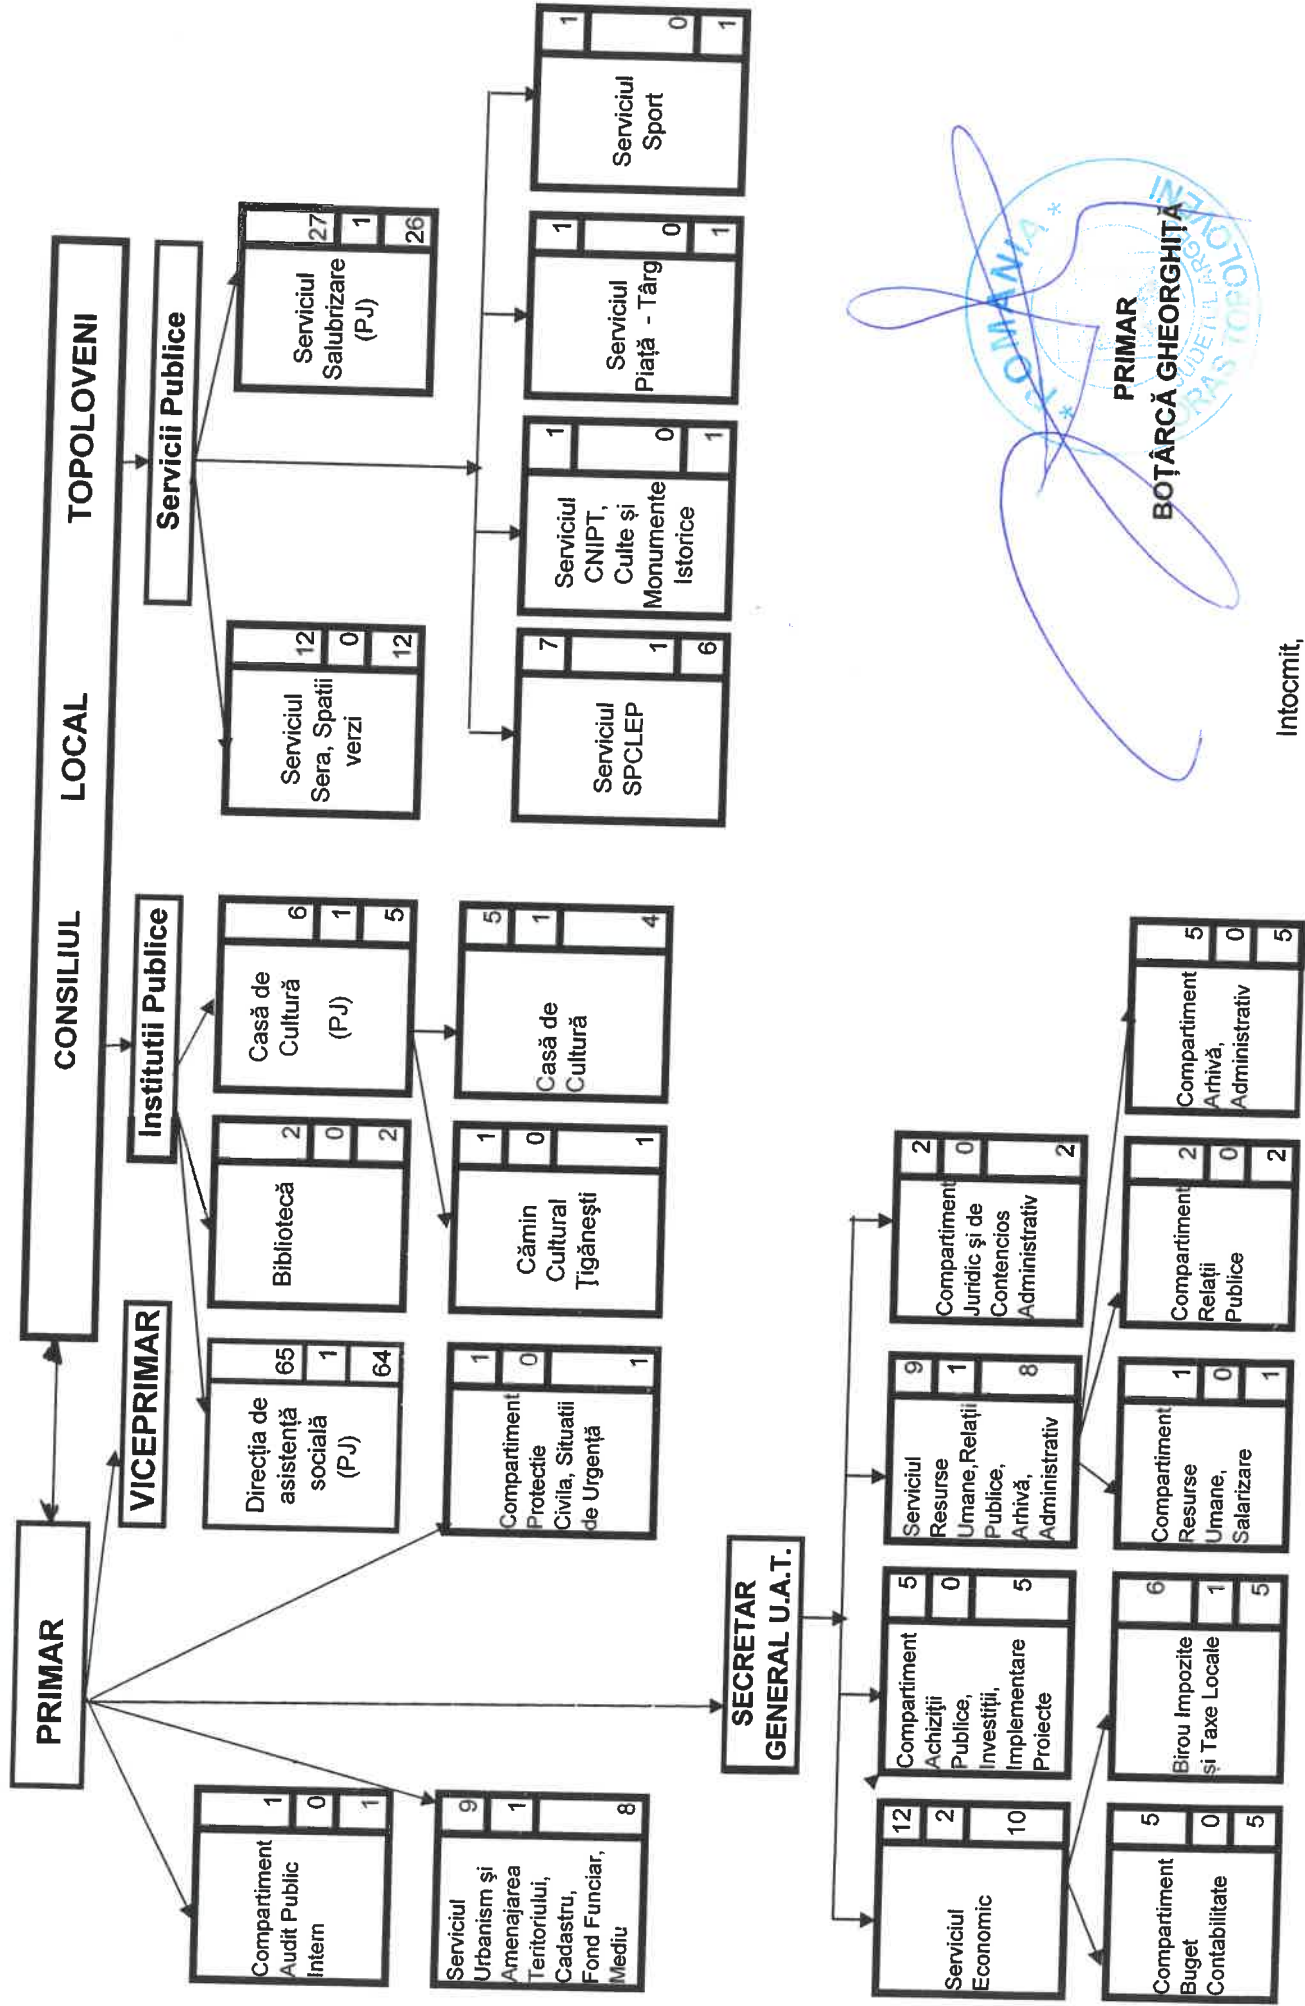 CONSILIUL LOCAL TOPOLOVENI
PRIMAR
VICEPRIMAR
Institutii Publice
Servicii Publice
Compartiment
Audit Public
Intern
1
0
1
Direcția de
asistență
socială
(PJ)
65
1
64
Bibliotecă
2
0
2
Casă de
Cultură
(PJ)
6
1
5
Serviciul
Sera, Spatii
verzi
12
0
12
Serviciul
Salubrizare
(PJ)
27
1
26
Serviciul
Urbanism și
Amenajarea
Teritoriului,
Cadastru,
Fond Funciar,
Mediu
9
1
8
Compartiment
Protectie
Civila, Situatii
de Urgență
1
0
1
Cămin
Cultural
Țigănești
1
0
1
Casă de
Cultură
5
1
4
Serviciul
SPCLEP
7
1
6
Serviciul
CNIPT,
Culte și
Monumente
Istorice
1
0
1
Serviciul
Piață - Târg
1
0
1
Serviciul
Sport
1
0
1
SECRETAR
GENERAL U.A.T.
Serviciul
Economic
12
2
10
Compartiment
Achiziții
Publice,
Investiții,
Implementare
Proiecte
5
0
5
Serviciul
Resurse
Umane,Relații
Publice,
Arhivă,
Administrativ
9
1
8
Compartiment
Juridic și de
Contencios
Administrativ
2
0
2
Compartiment
Buget
Contabilitate
5
0
5
Birou Impozite
și Taxe Locale
6
1
5
Compartiment
Resurse
Umane,
Salarizare
1
0
1
Compartiment
Relații
Publice
2
0
2
Compartiment
Arhivă,
Administrativ
5
0
5
PRIMAR
BOȚÂRCĂ GHEORGHIȚĂ
* ROMANIA *
JUDEȚUL ARGEȘ
ORAȘ TOPOLOVENI
Intocmit,